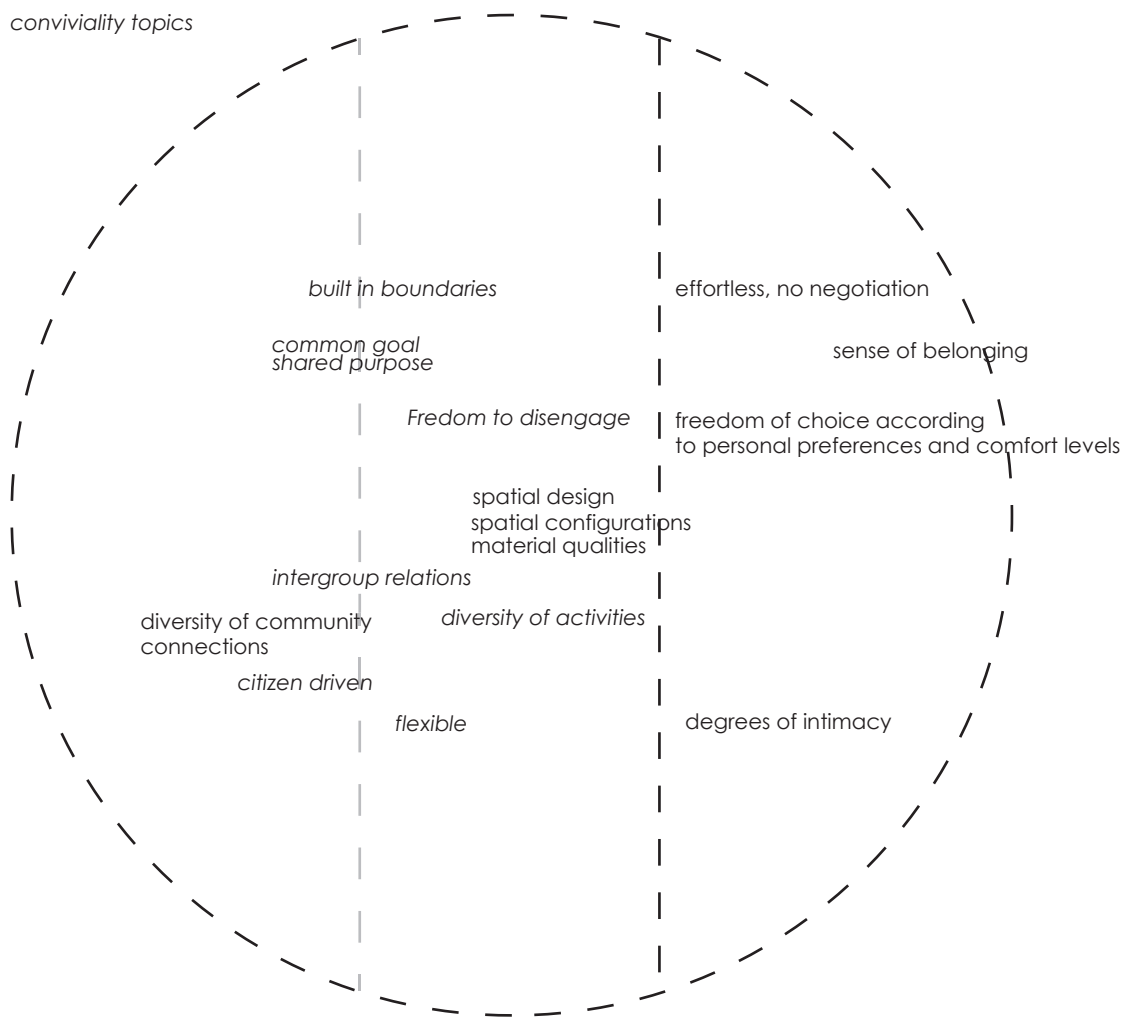 conviviality topics
built in boundaries
effortless, no negotiation
common goal
shared purpose
sense of belonging
Fredom to disengage
freedom of choice according
to personal preferences and comfort levels
spatial design
spatial configurations
material qualities
intergroup relations
diversity of community
connections
diversity of activities
citizen driven
flexible
degrees of intimacy